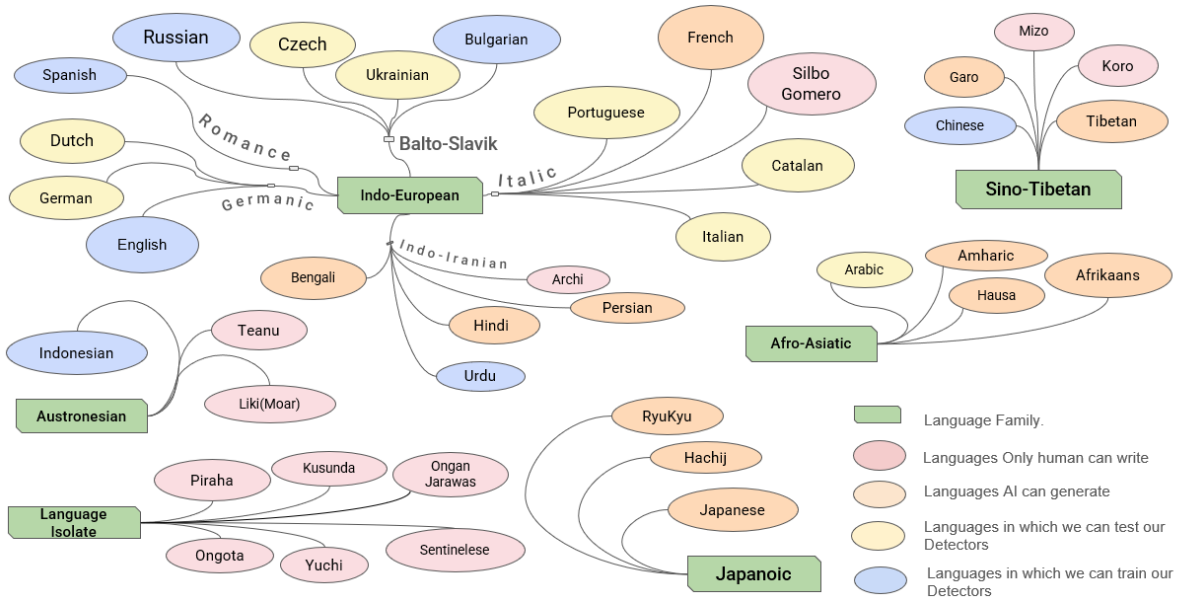 Russian
Czech
Bulgarian
Ukrainian
Spanish
Romance
Balto-Slavik
Dutch
German
Germanic
English
Indo-European
Italic
French
Silbo
Gomero
Portuguese
Catalan
Italian
Indo-Iranian
Bengali
Archi
Persian
Hindi
Urdu
Mizo
Garo
Koro
Chinese
Tibetan
Sino-Tibetan
Arabic
Amharic
Hausa
Afrikaans
Afro-Asiatic
Indonesian
Teanu
Liki(Moar)
Austronesian
Piraha
Kusunda
Ongan
Jarawas
Language
Isolate
Ongota
Yuchi
Sentinelese
RyuKyu
Hachij
Japanese
Japanoic
Language Family.
Languages Only human can write
Languages AI can generate
Languages in which we can test our
Detectors
Languages in which we can train our
Detectors